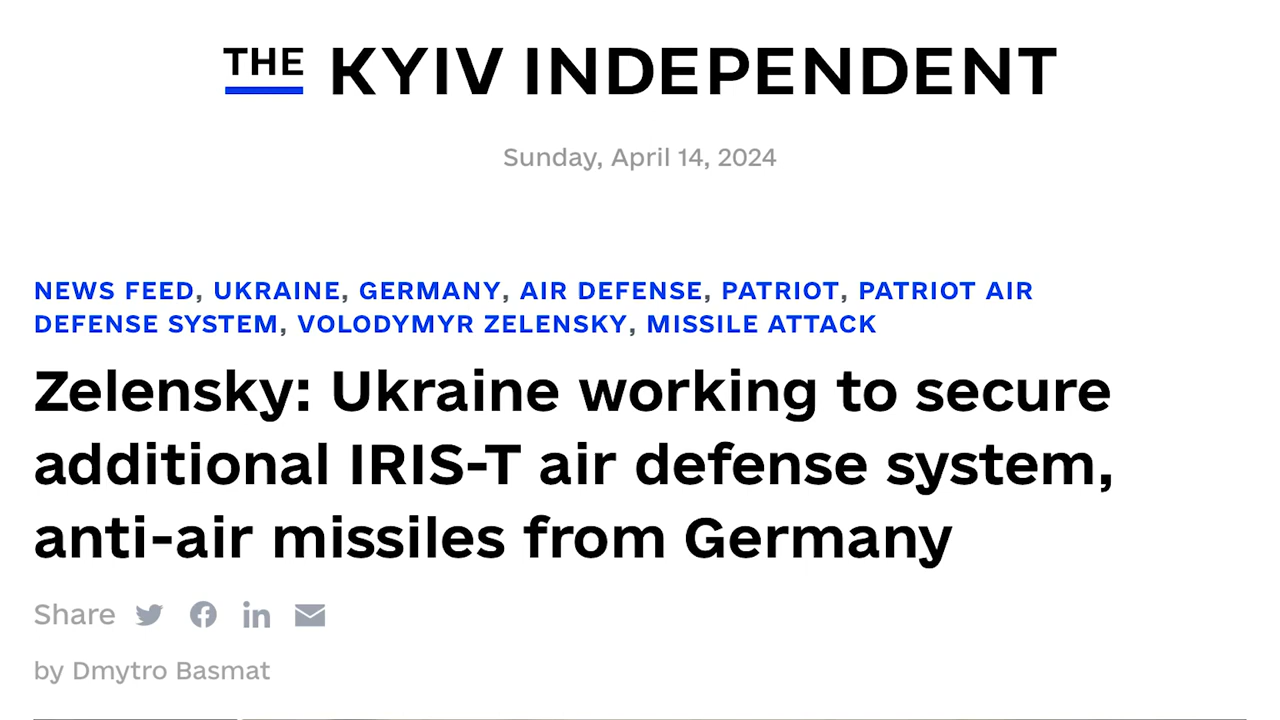 THE KYIV INDEPENDENT
Sunday, April 14, 2024
NEWS FEED, UKRAINE, GERMANY, AIR DEFENSE, PATRIOT, PATRIOT AIR
DEFENSE SYSTEM, VOLODYMYR ZELENSKY, MISSILE ATTACK
Zelensky: Ukraine working to secure
additional IRIS-T air defense system,
anti-air missiles from Germany
Share
by Dmytro Basmat